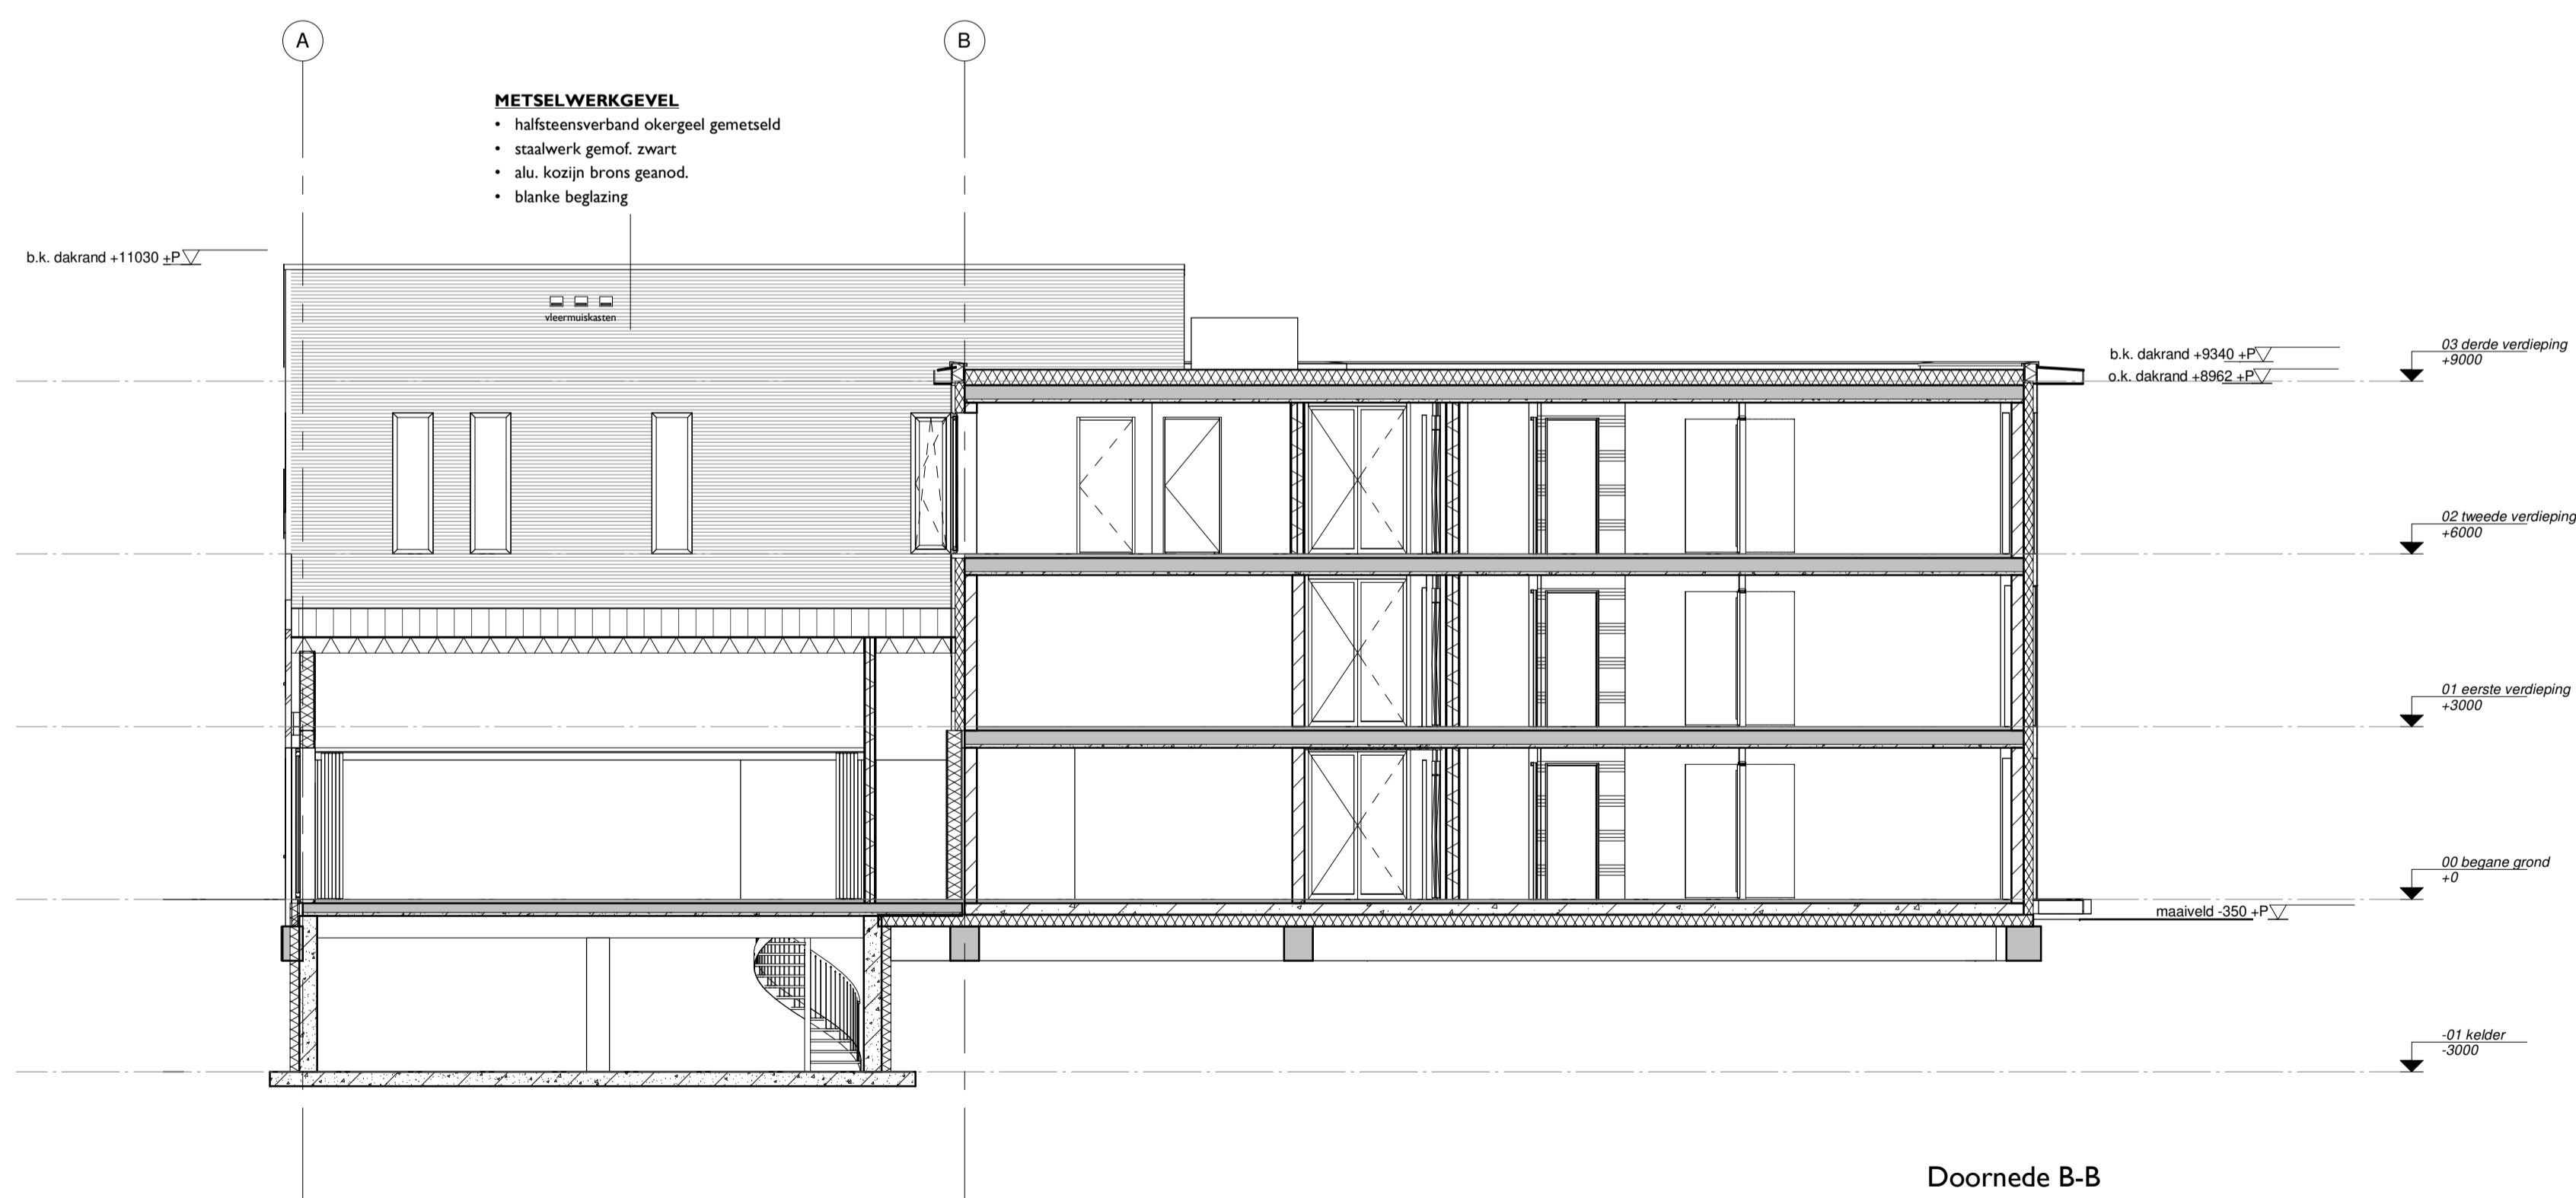 A
B
METSELWERKGEVEL
• halfsteensverband okergeel gemetseld
• staalwerk gemof. zwart
• alu. kozijn brons geanod.
• blanke beglazing
b.k. dakrand +11030 +P
vleermuiskasten
b.k. dakrand +9340 +P
o.k. dakrand +8962 +P
03 derde verdieping
+9000
02 tweede verdieping
+6000
01 eerste verdieping
+3000
00 begane grond
+0
maaiveld -350 +P
-01 kelder
-3000
Doornede B-B